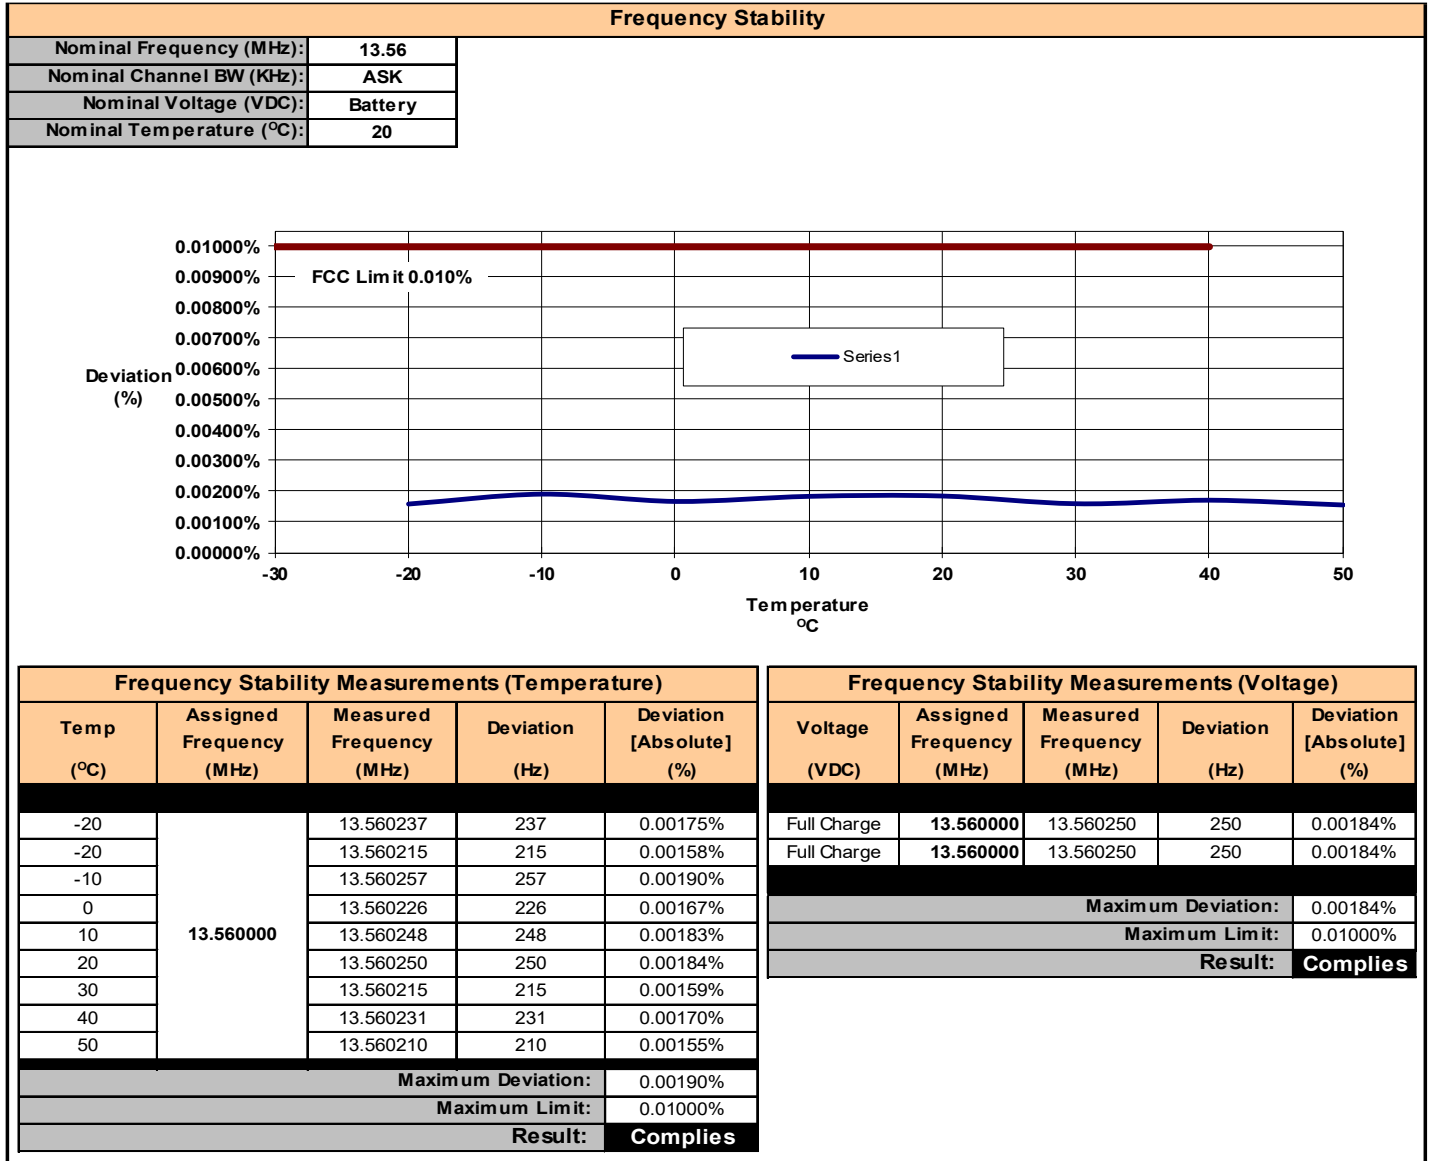 Frequency Stability
Nominal Frequency (MHz): 13.56
Nominal Channel BW (KHz): ASK
Nominal Voltage (VDC): Battery
Nominal Temperature (ᴼC): 20
0.01000%
0.00900%
0.00800%
0.00700%
0.00600%
0.00500%
0.00400%
0.00300%
0.00200%
0.00100%
0.00000%
FCC Limit 0.010%
Series1
Deviation
(%)
-30 -20 -10 0 10 20 30 40 50
Temperature
ᴼC
Frequency Stability Measurements (Temperature)
Temp Assigned Measured Deviation Deviation
Frequency Frequency [Absolute]
(ᴼC) (MHz) (MHz) (Hz) (%)
-20 13.560237 237 0.00175%
-20 13.560215 215 0.00158%
-10 13.560257 257 0.00190%
0 13.560226 226 0.00167%
10 13.560000 13.560248 248 0.00183%
20 13.560250 250 0.00184%
30 13.560215 215 0.00159%
40 13.560231 231 0.00170%
50 13.560210 210 0.00155%
Maximum Deviation: 0.00190%
Maximum Limit: 0.01000%
Result: Complies
Frequency Stability Measurements (Voltage)
Voltage Assigned Measured Deviation Deviation
Frequency Frequency [Absolute]
(VDC) (MHz) (MHz) (Hz) (%)
Full Charge 13.560000 13.560250 250 0.00184%
Full Charge 13.560000 13.560250 250 0.00184%
Maximum Deviation: 0.00184%
Maximum Limit: 0.01000%
Result: Complies